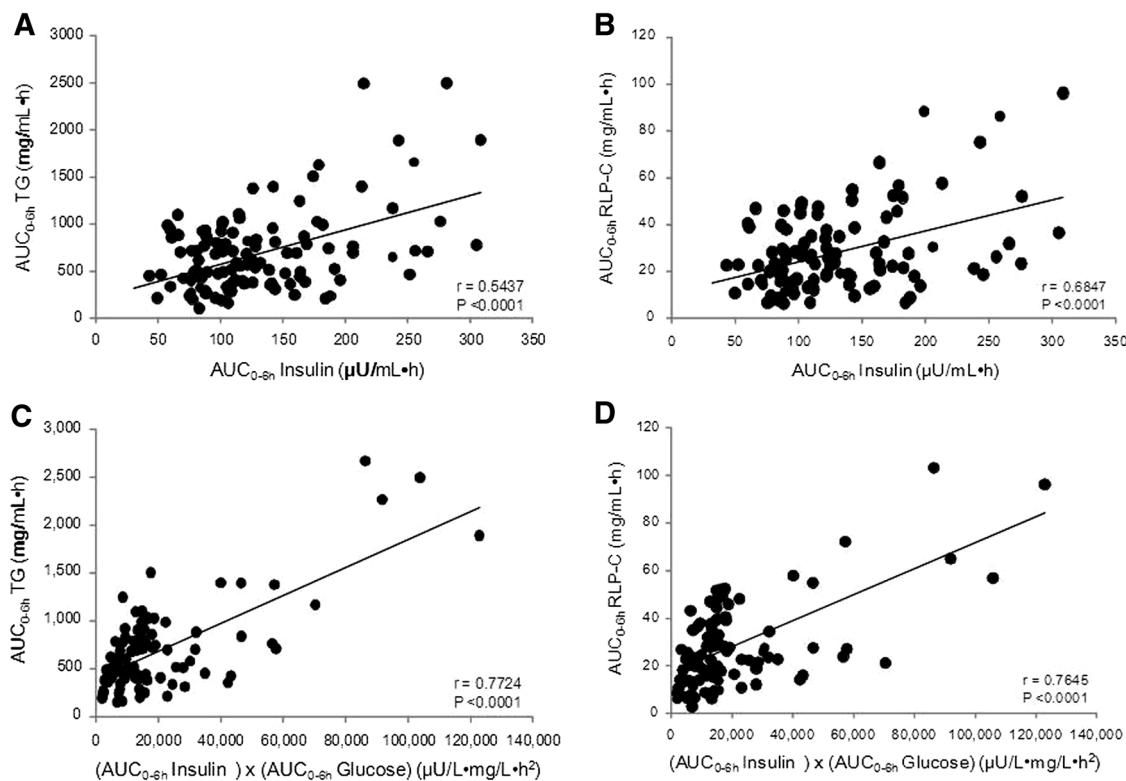 A
3000
2500
2000
1500
1000
500
0
0 50 100 150 200 250 300 350
AUC0-6h TG (mg/mL•h)
AUC0-6h Insulin (µU/mL•h)
r = 0.5437
P <0.0001
B
120
100
80
60
40
20
0
0 50 100 150 200 250 300 350
AUC0-6h RLP-C (mg/mL•h)
AUC0-6h Insulin (µU/mL•h)
r = 0.6847
P <0.0001
C
3,000
2,500
2,000
1,500
1,000
500
0
0 20,000 40,000 60,000 80,000 100,000 120,000 140,000
AUC0-6h TG (mg/mL•h)
(AUC0-6h Insulin ) x (AUC0-6h Glucose) (µU/L•mg/L•h²)
r = 0.7724
P <0.0001
D
120
100
80
60
40
20
0
0 20,000 40,000 60,000 80,000 100,000 120,000 140,000
AUC0-6h RLP-C (mg/mL•h)
(AUC0-6h Insulin ) x (AUC0-6h Glucose) (µU/L•mg/L•h²)
r = 0.7645
P <0.0001